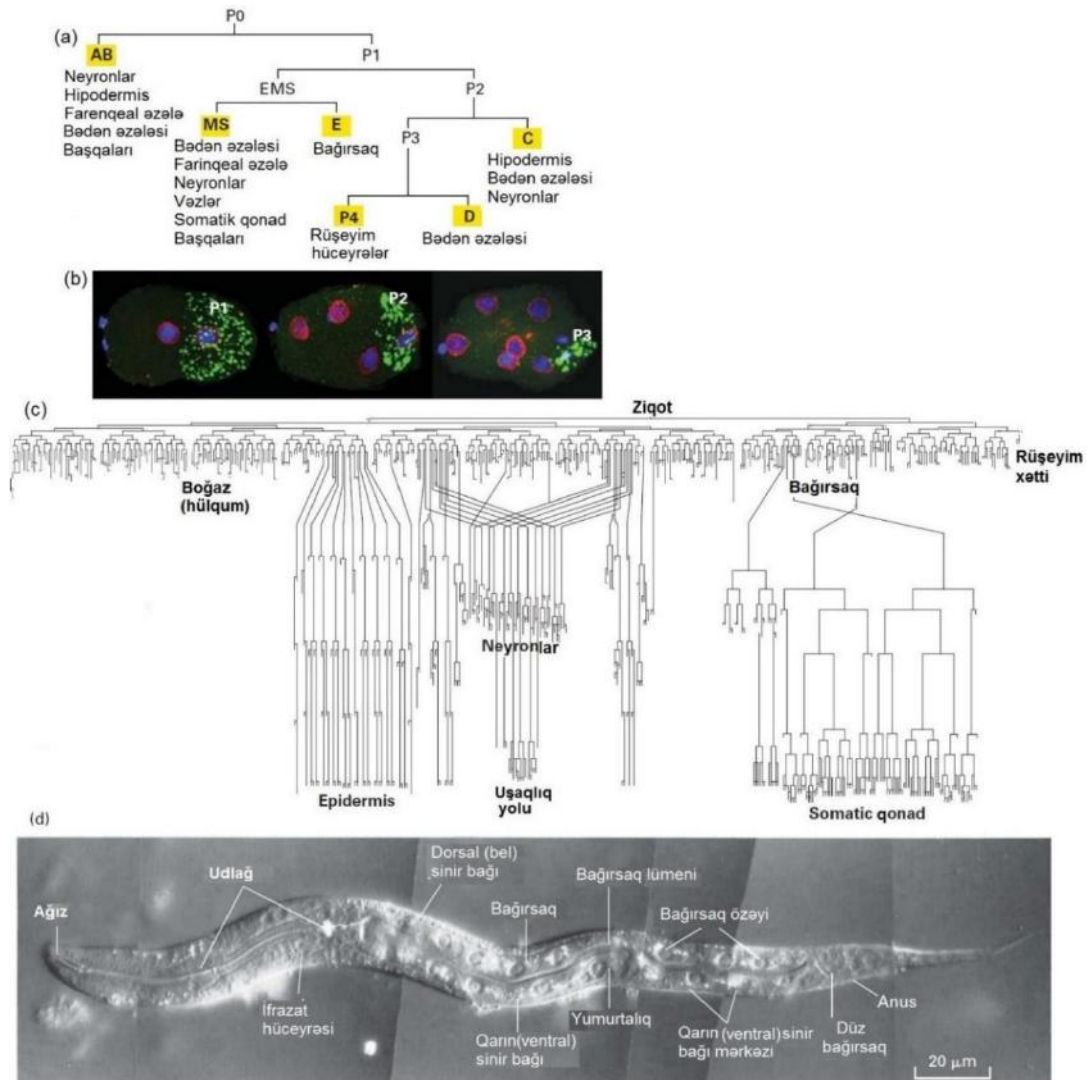 P0
(a)
AB
P1
Neyronlar
Hipodermis
Farenqeal əzələ
Bədən əzələsi
Başqaları
EMS
P2
MS
E
P3
C
Bədən əzələsi
Farinqeal əzələ
Neyronlar
Vəzlər
Somatik qonad
Başqaları
Bağırsaq
Hipodermis
Bədən əzələsi
Neyronlar
P4
D
Rüşeyim
hüceyrələr
Bədən əzələsi
(b)
P1
P2
P3
(c)
Ziqot
Boğaz
(hülqum)
Bağırsaq
Rüşeyim
xətti
Neyronlar
Epidermis
Uşaqlıq
yolu
Somatic qonad
(d)
Ağız
Udlağ
Dorsal (bel)
sinir bağı
Bağırsaq
Bağırsaq lümeni
Bağırsaq özəyi
İfrazat
hüceyrəsi
Qarın(ventral)
sinir bağı
Yumurtalıq
Qarın (ventral) sinir
bağı mərkəzi
Düz
bağırsaq
Anus
20 µm